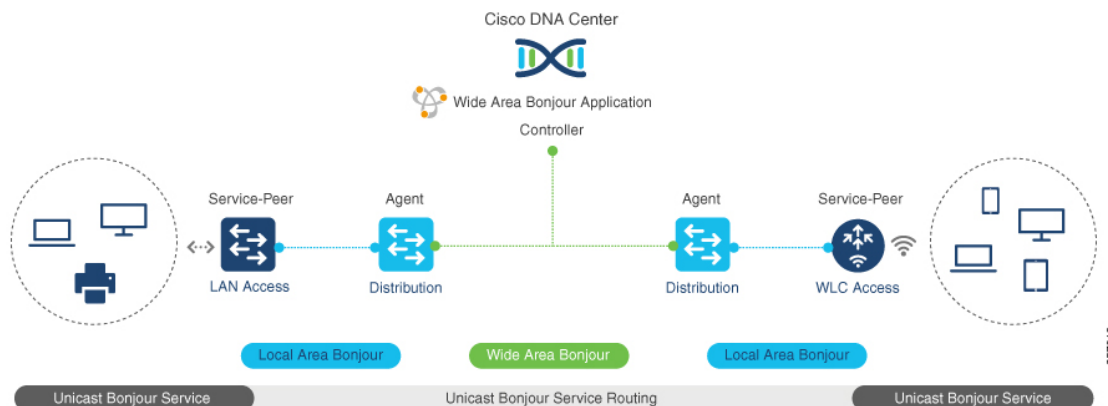 Cisco DNA Center
Wide Area Bonjour Application
Controller
Service-Peer
Agent
Agent
Service-Peer
LAN Access
Distribution
Distribution
WLC Access
Local Area Bonjour
Wide Area Bonjour
Local Area Bonjour
Unicast Bonjour Service
Unicast Bonjour Service Routing
Unicast Bonjour Service